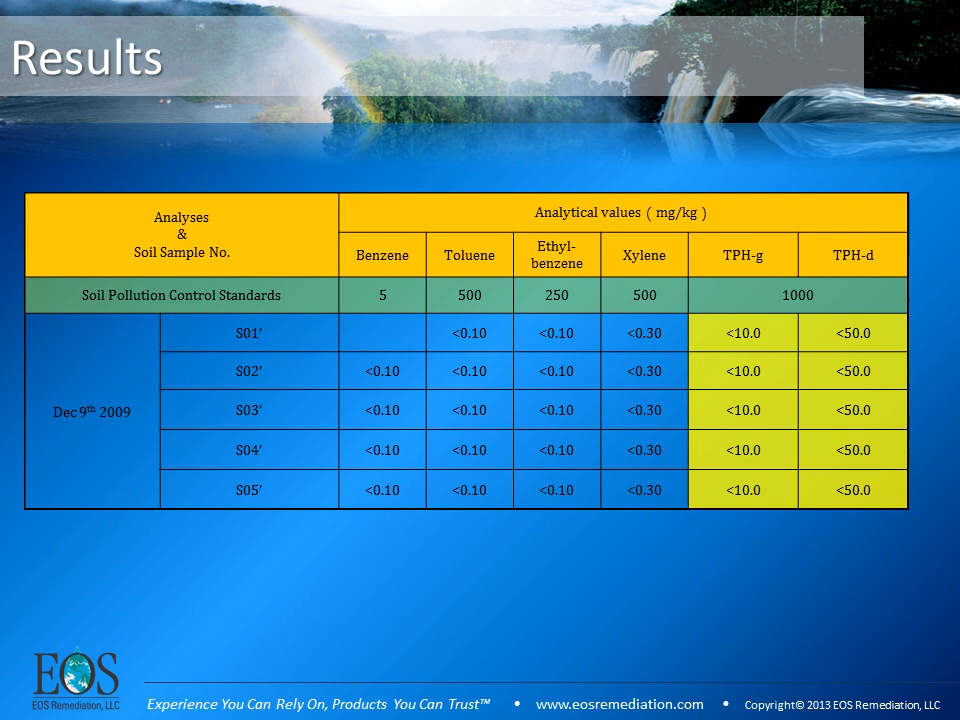 Results
Analyses
&
Soil Sample No.
Analytical values ( mg/kg )
Benzene Toluene Ethyl-benzene Xylene TPH-g TPH-d
Soil Pollution Control Standards 5 500 250 500 1000
Dec 9th 2009
S01’ <0.10 <0.10 <0.30 <10.0 <50.0
S02’ <0.10 <0.10 <0.10 <0.30 <10.0 <50.0
S03’ <0.10 <0.10 <0.10 <0.30 <10.0 <50.0
S04’ <0.10 <0.10 <0.10 <0.30 <10.0 <50.0
S05’ <0.10 <0.10 <0.10 <0.30 <10.0 <50.0
EOS
EOS Remediation, LLC
Experience You Can Rely On, Products You Can Trust™ • www.eosremediation.com • Copyright© 2013 EOS Remediation, LLC